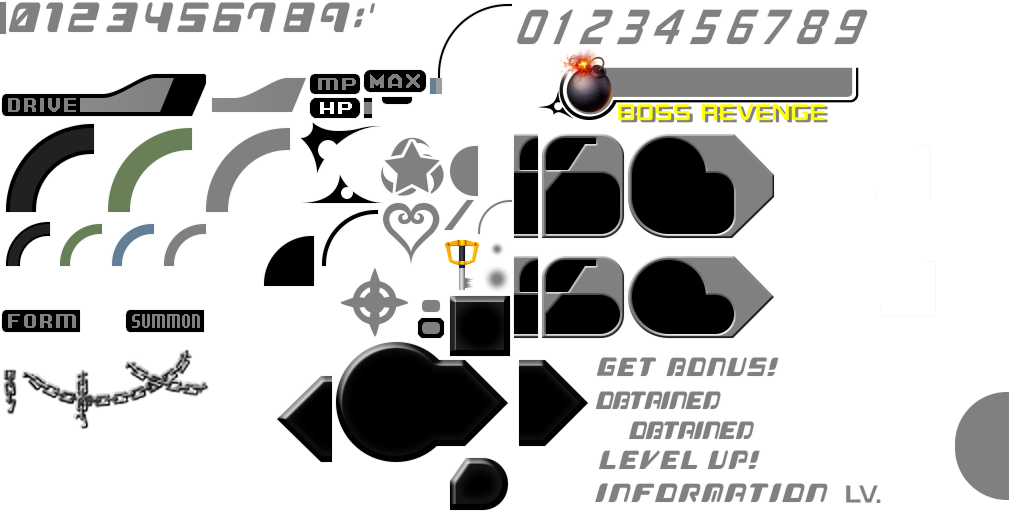 0123456789:'
0123456789
MP
MAX
DRIVE
HP
BOSS REVENGE
FORM
SUMMON
GET BONUS!
OBTAINED
OBTAINED
LEVEL UP!
INFORMATION LV.